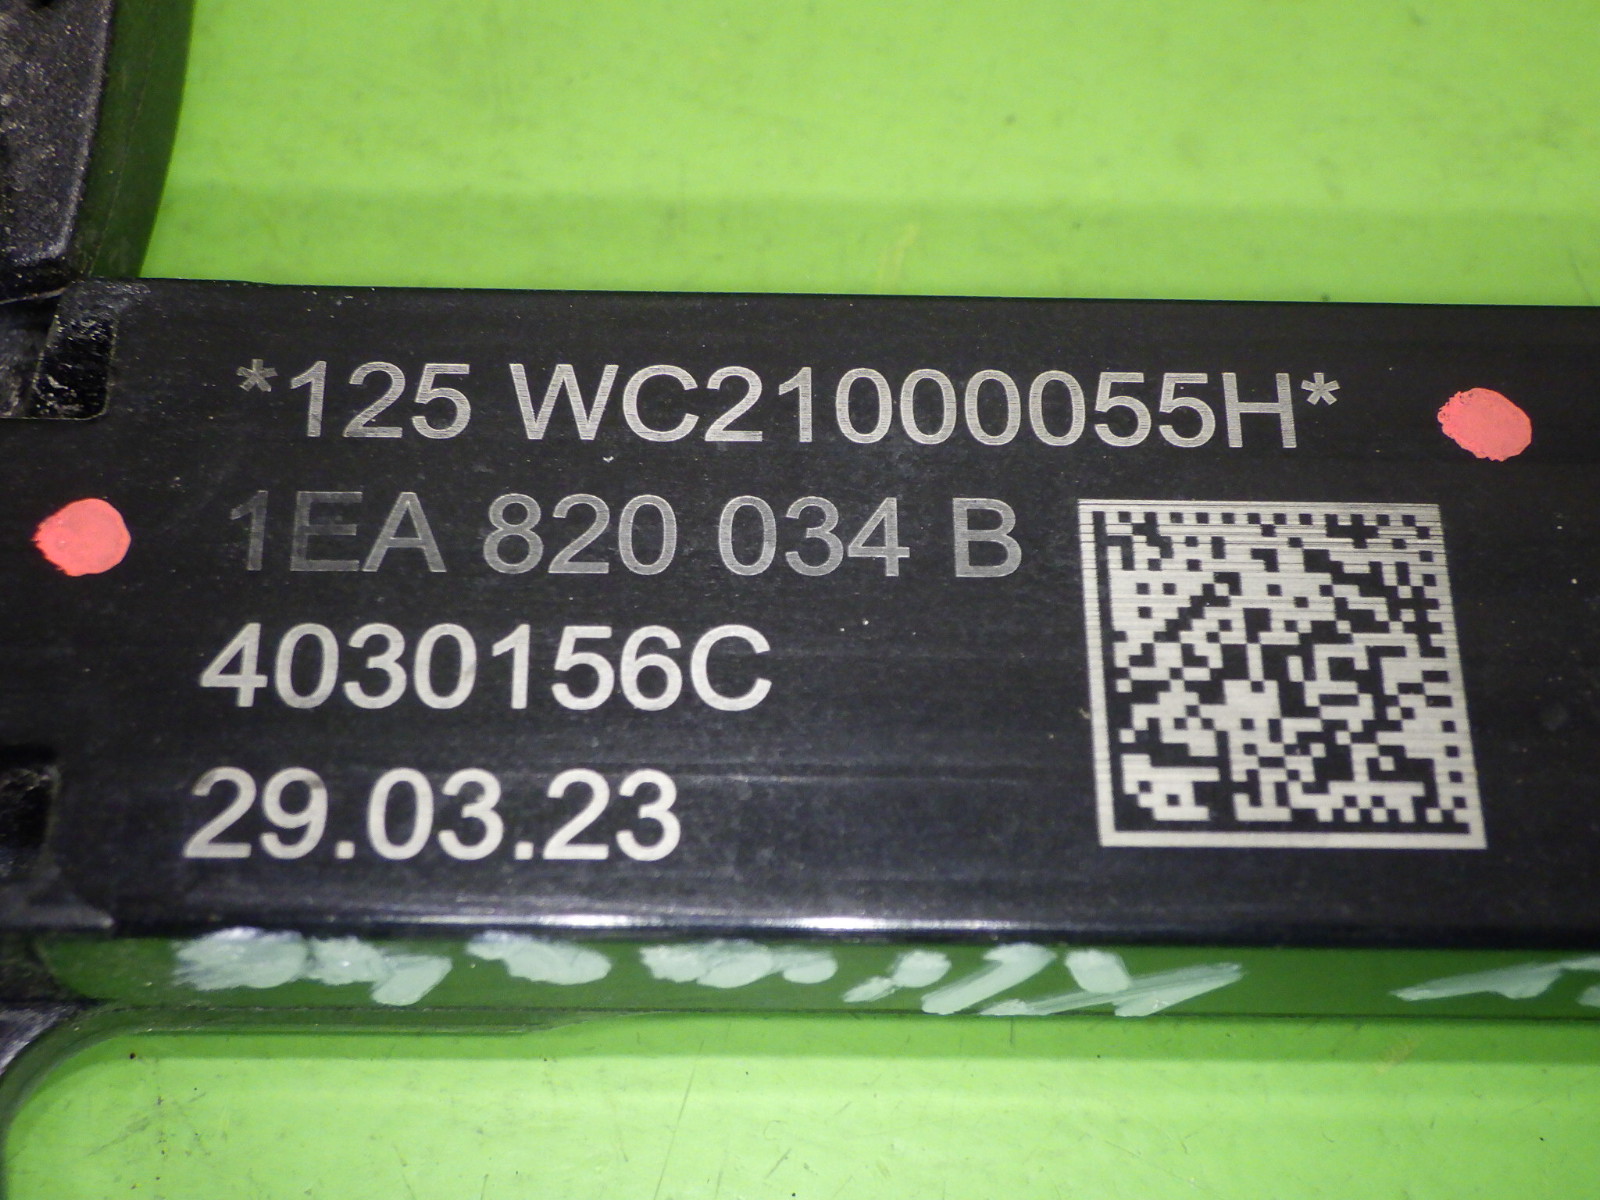 *125 WC21000055H*
1EA 820 034 B
4030156C
29.03.23